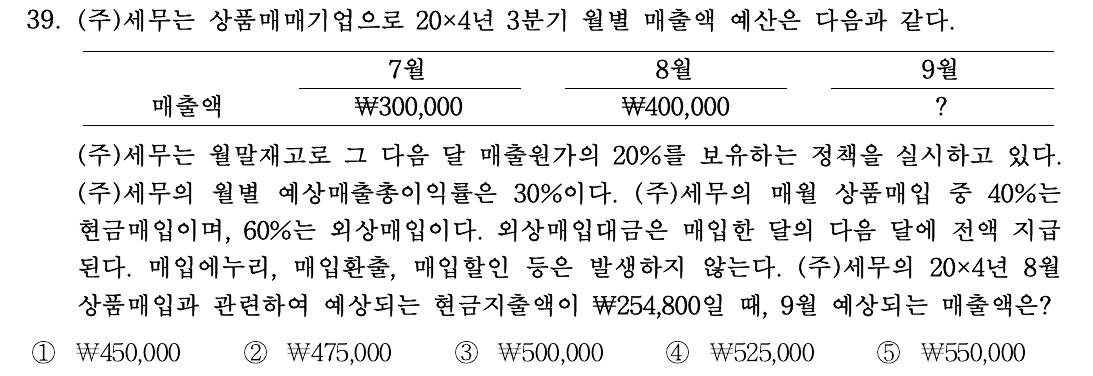 39. (주)세무는 상품매매기업으로 20×4년 3분기 월별 매출액 예산은 다음과 같다.
7월 8월 9월
매출액 ₩300,000 ₩400,000 ?
(주)세무는 월말재고로 그 다음 달 매출원가의 20%를 보유하는 정책을 실시하고 있다.
(주)세무의 월별 예상매출총이익률은 30%이다. (주)세무의 매월 상품매입 중 40%는
현금매입이며, 60%는 외상매입이다. 외상매입대금은 매입한 달의 다음 달에 전액 지급
된다. 매입에누리, 매입환출, 매입할인 등은 발생하지 않는다. (주)세무의 20×4년 8월
상품매입과 관련하여 예상되는 현금지출액이 ₩254,800일 때, 9월 예상되는 매출액은?
① ₩450,000 ② ₩475,000 ③ ₩500,000 ④ ₩525,000 ⑤ ₩550,000